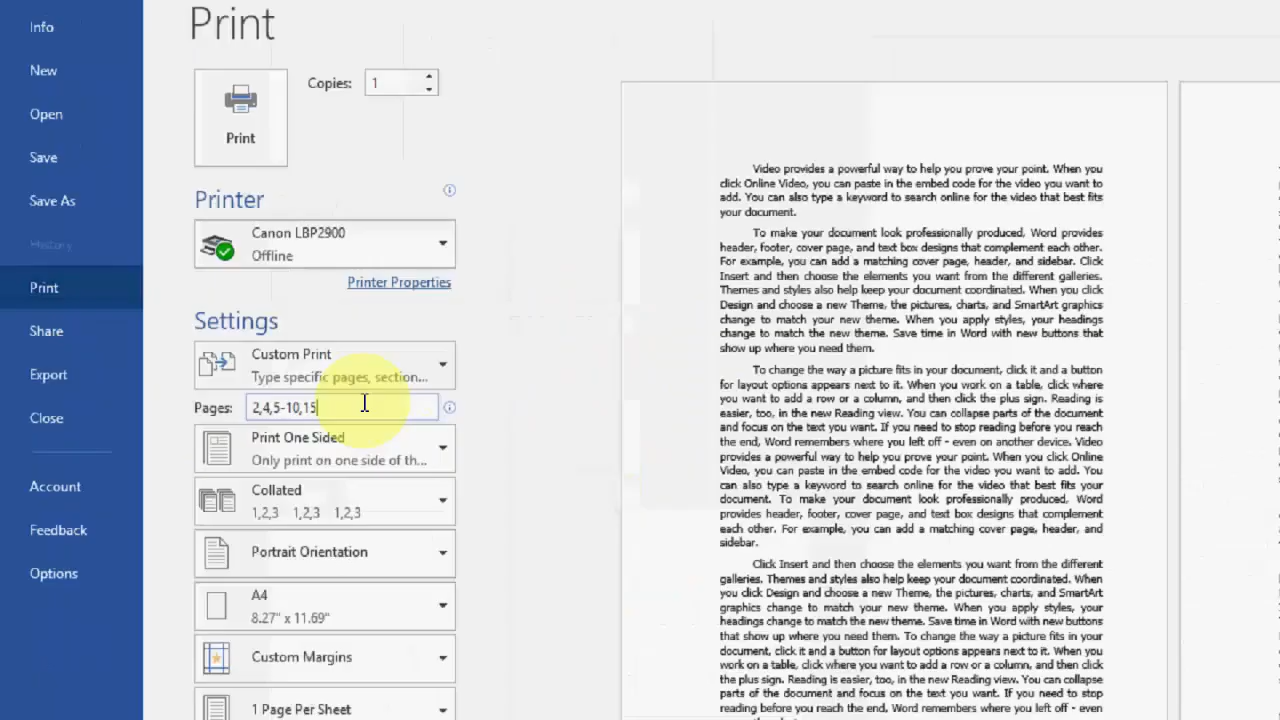 Info
New
Open
Save
Save As
History
Print
Share
Export
Close
Account
Feedback
Options
Print
Print
Copies: 1
Printer
Canon LBP2900
Offline
Printer Properties
Settings
Custom Print
Type specific pages, section...
Pages: 2,4,5-10,15
Print One Sided
Only print on one side of th...
Collated
1,2,3 1,2,3 1,2,3
Portrait Orientation
A4
8.27" x 11.69"
Custom Margins
1 Page Per Sheet
Video provides a powerful way to help you prove your point. When you
click Online Video, you can paste in the embed code for the video you want to
add. You can also type a keyword to search online for the video that best fits
your document.
To make your document look professionally produced, Word provides
header, footer, cover page, and text box designs that complement each other.
For example, you can add a matching cover page, header, and sidebar. Click
Insert and then choose the elements you want from the different galleries.
Themes and styles also help keep your document coordinated. When you click
Design and choose a new Theme, the pictures, charts, and SmartArt graphics
change to match your new theme. When you apply styles, your headings
change to match the new theme. Save time in Word with new buttons that
show up where you need them.
To change the way a picture fits in your document, click it and a button
for layout options appears next to it. When you work on a table, click where
you want to add a row or a column, and then click the plus sign. Reading is
easier, too, in the new Reading view. You can collapse parts of the document
and focus on the text you want. If you need to stop reading before you reach
the end, Word remembers where you left off - even on another device. Video
provides a powerful way to help you prove your point. When you click Online
Video, you can paste in the embed code for the video you want to add. You
can also type a keyword to search online for the video that best fits your
document. To make your document look professionally produced, Word
provides header, footer, cover page, and text box designs that complement
each other. For example, you can add a matching cover page, header, and
sidebar.
Click Insert and then choose the elements you want from the different
galleries. Themes and styles also help keep your document coordinated. When
you click Design and choose a new Theme, the pictures, charts, and SmartArt
graphics change to match your new theme. When you apply styles, your
headings change to match the new theme. Save time in Word with new buttons
that show up where you need them. To change the way a picture fits in your
document, click it and a button for layout options appears next to it. When you
work on a table, click where you want to add a row or a column, and then click
the plus sign. Reading is easier, too, in the new Reading view. You can collapse
parts of the document and focus on the text you want. If you need to stop
reading before you reach the end, Word remembers where you left off - even